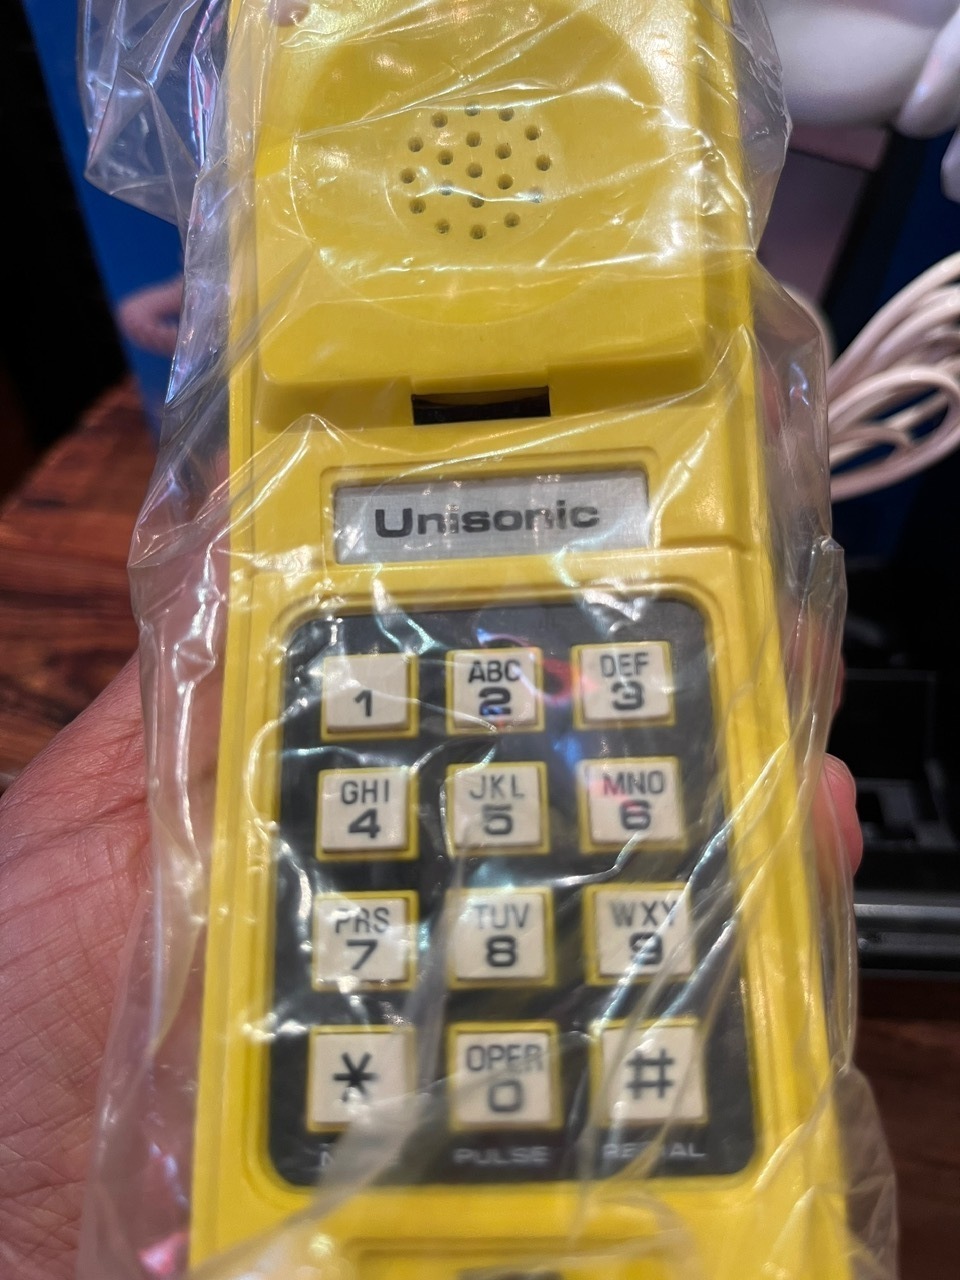 Unisonic
1
ABC
2
DEF
3
GHI
4
JKL
5
MNO
6
PRS
7
TUV
8
WXY
9
*
OPER
0
#
PULSE
REDIAL